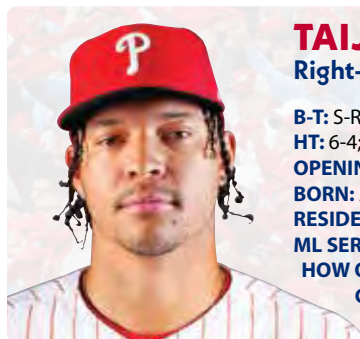 P
TAIJ
Right-
B-T: S-R
HT: 6-4;
OPENIN
BORN:
RESIDE
ML SER
HOW